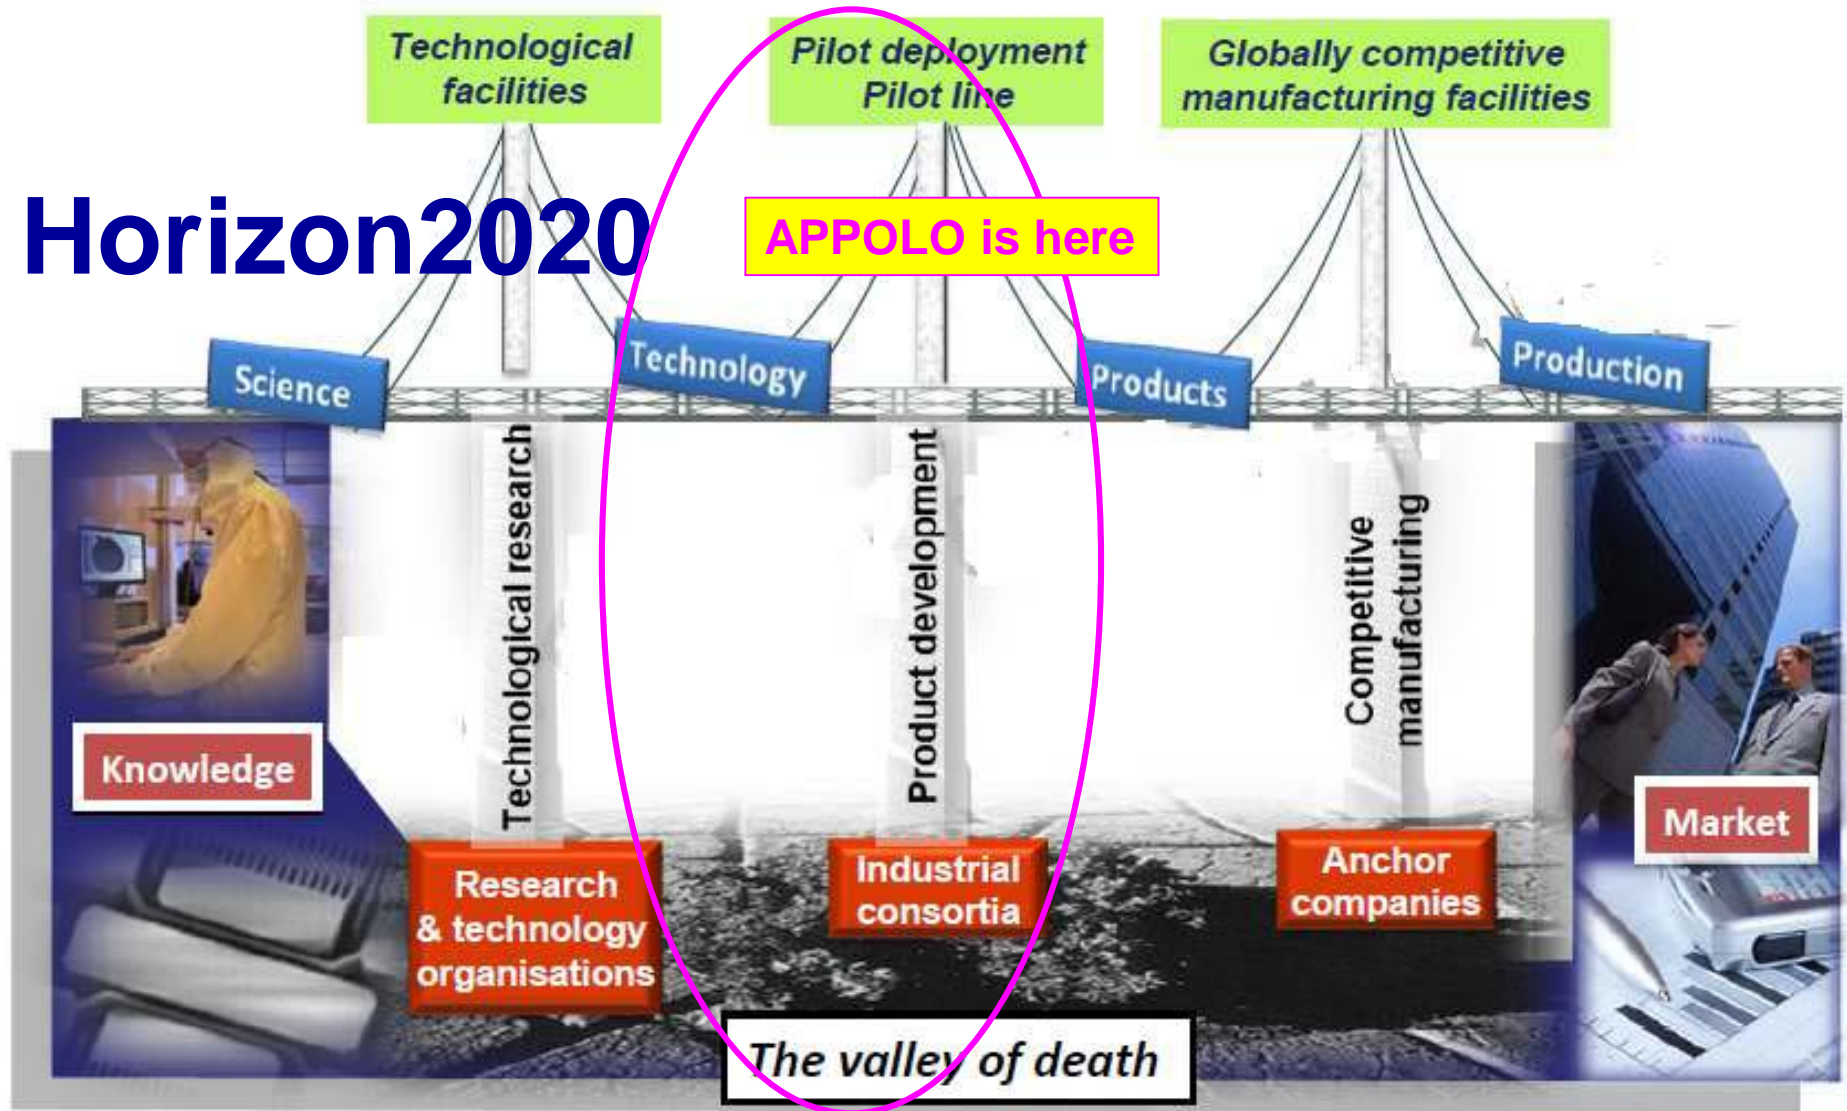 Technological
facilities
Pilot deployment
Pilot line
Globally competitive
manufacturing facilities
Horizon2020
APPOLO is here
Science
Technology
Products
Production
Technological research
Product development
Competitive
manufacturing
Knowledge
Market
Research
& technology
organisations
Industrial
consortia
Anchor
companies
The valley of death